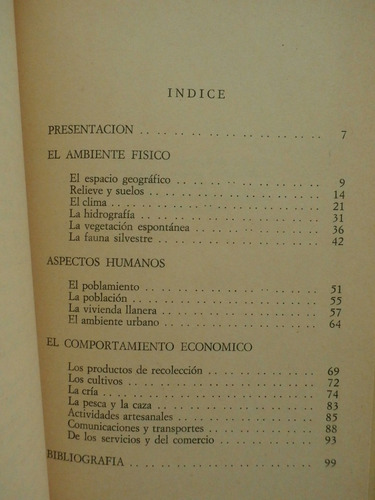 INDICE
PRESENTACION . . . . . . . . . . . . . . . . . . 7
EL AMBIENTE FISICO
El espacio geográfico . . . . . . . . . . . . . . . 9
Relieve y suelos . . . . . . . . . . . . . . . . . 14
El clima . . . . . . . . . . . . . . . . . . . . . 21
La hidrografía . . . . . . . . . . . . . . . . . . 31
La vegetación espontánea . . . . . . . . . . . . . 36
La fauna silvestre . . . . . . . . . . . . . . . . 42
ASPECTOS HUMANOS
El poblamiento . . . . . . . . . . . . . . . . . . 51
La población . . . . . . . . . . . . . . . . . . . 55
La vivienda llanera . . . . . . . . . . . . . . . . 57
El ambiente urbano . . . . . . . . . . . . . . . . 64
EL COMPORTAMIENTO ECONOMICO
Los productos de recolección . . . . . . . . . . . 69
Los cultivos . . . . . . . . . . . . . . . . . . . 72
La cría . . . . . . . . . . . . . . . . . . . . . 74
La pesca y la caza . . . . . . . . . . . . . . . . 83
Actividades artesanales . . . . . . . . . . . . . . 85
Comunicaciones y transportes . . . . . . . . . . . 88
De los servicios y del comercio . . . . . . . . . . 93
BIBLIOGRAFIA . . . . . . . . . . . . . . . . . . . 99